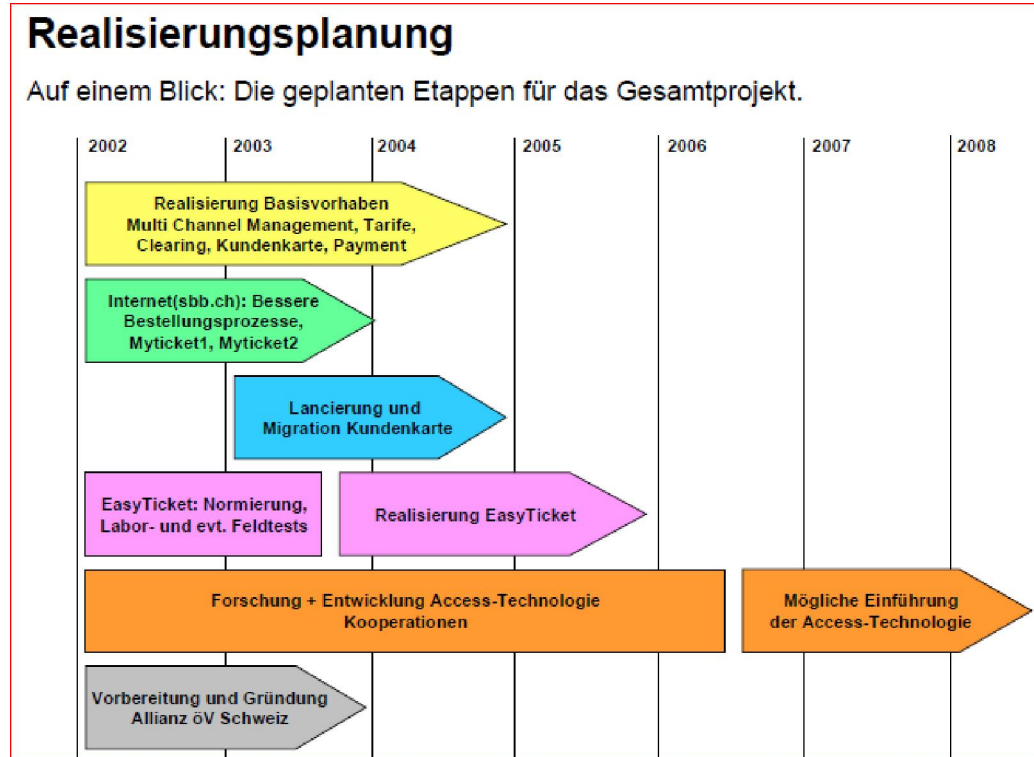 Realisierungsplanung
Auf einem Blick: Die geplanten Etappen für das Gesamtprojekt.
2002 2003 2004 2005 2006 2007 2008
Realisierung Basisvorhaben
Multi Channel Management, Tarife,
Clearing, Kundenkarte, Payment
Internet(sbb.ch): Bessere
Bestellungsprozesse,
Myticket1, Myticket2
Lancierung und
Migration Kundenkarte
EasyTicket: Normierung,
Labor- und evt. Feldtests
Realisierung EasyTicket
Forschung + Entwicklung Access-Technologie
Kooperationen
Mögliche Einführung
der Access-Technologie
Vorbereitung und Gründung
Allianz öV Schweiz